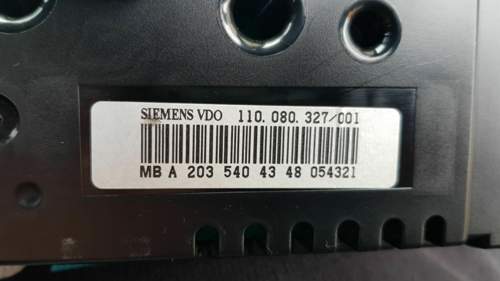 SIEMENS VDO 110.080.327/001
MB A 203 540 43 48 054321